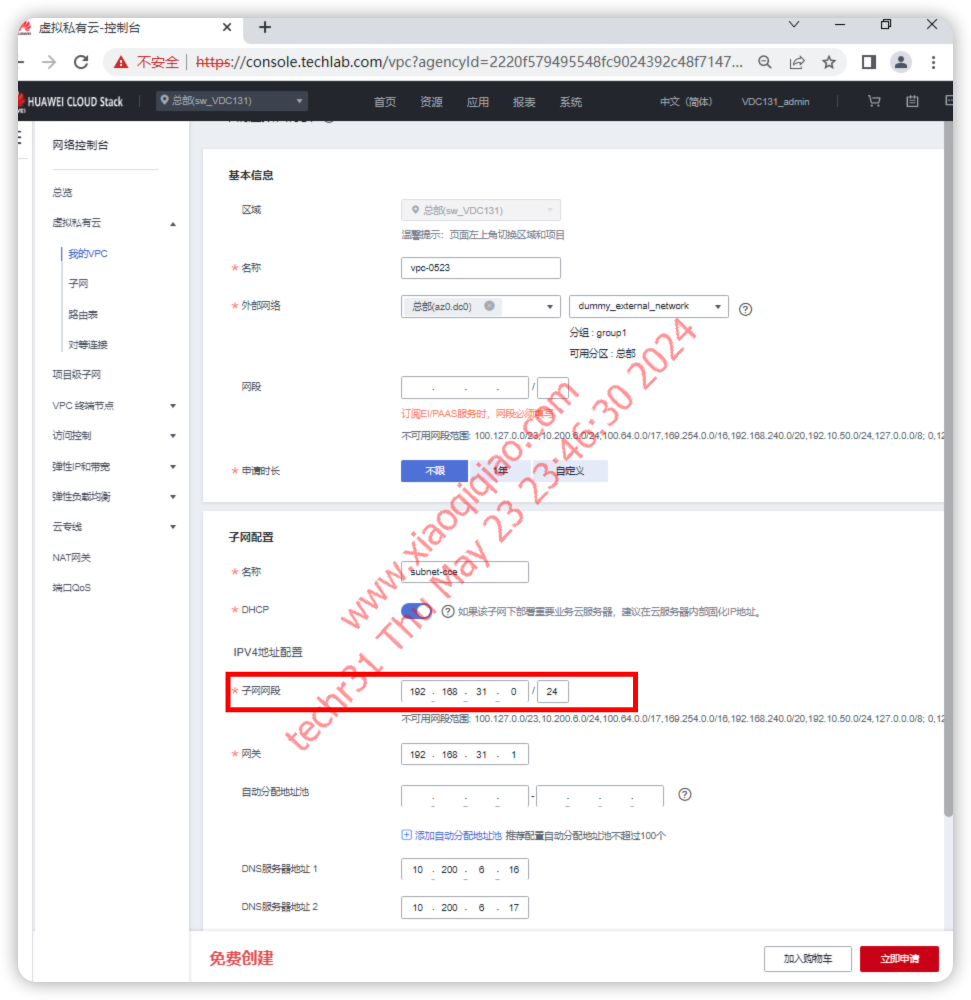 虚拟私有云-控制台
不安全 https://console.techlab.com/vpc?agencyId=2220f579495548fc9024392c48f7147...
HUAWEI CLOUD Stack 总部(sw_VDC131) 首页 资源 应用 报表 系统 中文（简体） VDC131_admin
网络控制台
总览
虚拟私有云
我的VPC
子网
路由表
对等连接
项目级子网
VPC 终端节点
访问控制
弹性IP和带宽
弹性负载均衡
云专线
NAT网关
端口QoS
基本信息
区域 总部(sw_VDC131)
温馨提示：页面左上角切换区域和项目
* 名称 vpc-0523
* 外部网络 总部(az0.dc0) dummy_external_network
分组 : group1
可用分区 : 总部
网段 . . . /
订阅EI/PAAS服务时，网段必须填写
不可用网段范围: 100.127.0.0/23,10.200.6.0/24,100.64.0.0/17,169.254.0.0/16,192.168.240.0/20,192.10.50.0/24,127.0.0.0/8; 0,12
* 申请时长 不限 1年 自定义
子网配置
* 名称 subnet-cce
* DHCP 如果该子网下部署重要业务云服务器，建议在云服务器内部固化IP地址。
IPV4地址配置
* 子网网段 192 . 168 . 31 . 0 / 24
不可用网段范围: 100.127.0.0/23,10.200.6.0/24,100.64.0.0/17,169.254.0.0/16,192.168.240.0/20,192.10.50.0/24,127.0.0.0/8; 0,12
* 网关 192 . 168 . 31 . 1
自动分配地址池 . . . - . . .
添加自动分配地址池 推荐配置自动分配地址池不超过100个
DNS服务器地址 1 10 . 200 . 6 . 16
DNS服务器地址 2 10 . 200 . 6 . 17
免费创建 加入购物车 立即申请
www.xiaoqiqiao.com
techr31 Thu May 23 23:46:30 2024